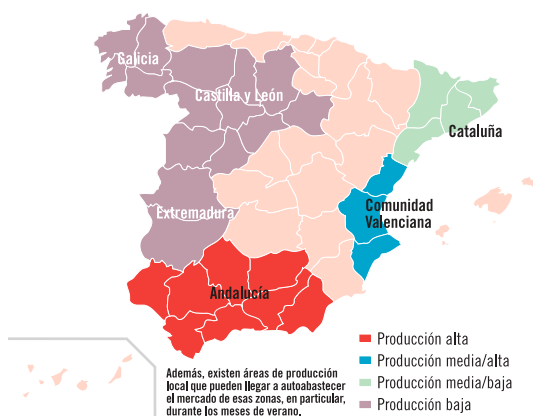 Galicia
Castilla y León
Cataluña
Extremadura
Comunidad
Valenciana
Andalucía
Además, existen áreas de producción
local que pueden llegar a autoabastecer
el mercado de esas zonas, en particular,
durante los meses de verano.
Producción alta
Producción media/alta
Producción media/baja
Producción baja